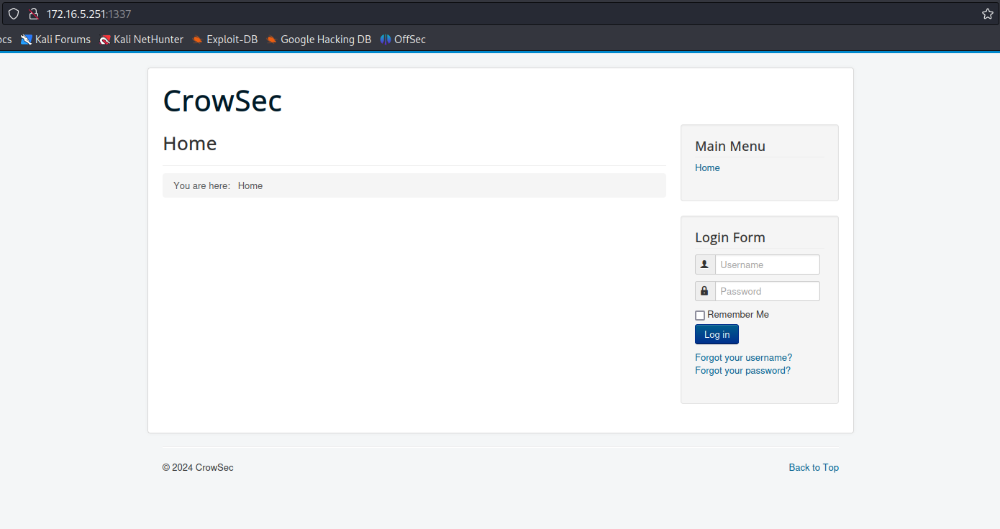 172.16.5.251:1337
ocs Kali Forums Kali NetHunter Exploit-DB Google Hacking DB OffSec
CrowSec
Home
You are here: Home
Main Menu
Home
Login Form
Username
Password
Remember Me
Log in
Forgot your username?
Forgot your password?
© 2024 CrowSec
Back to Top